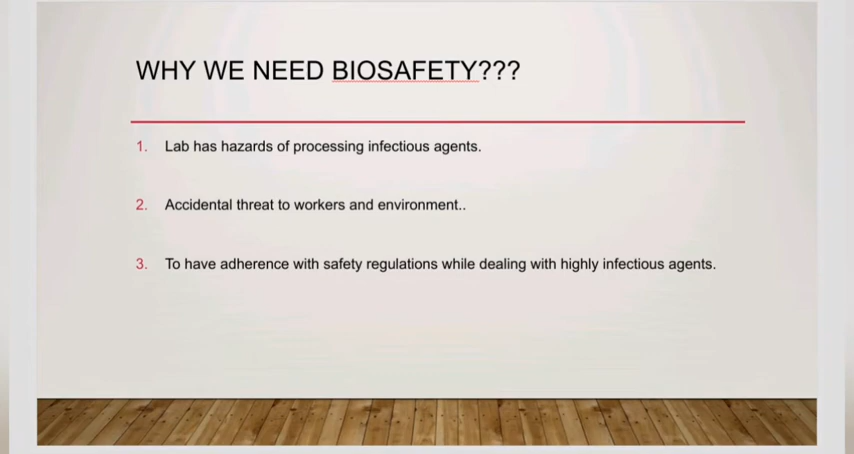 WHY WE NEED BIOSAFETY???
1. Lab has hazards of processing infectious agents.
2. Accidental threat to workers and environment..
3. To have adherence with safety regulations while dealing with highly infectious agents.